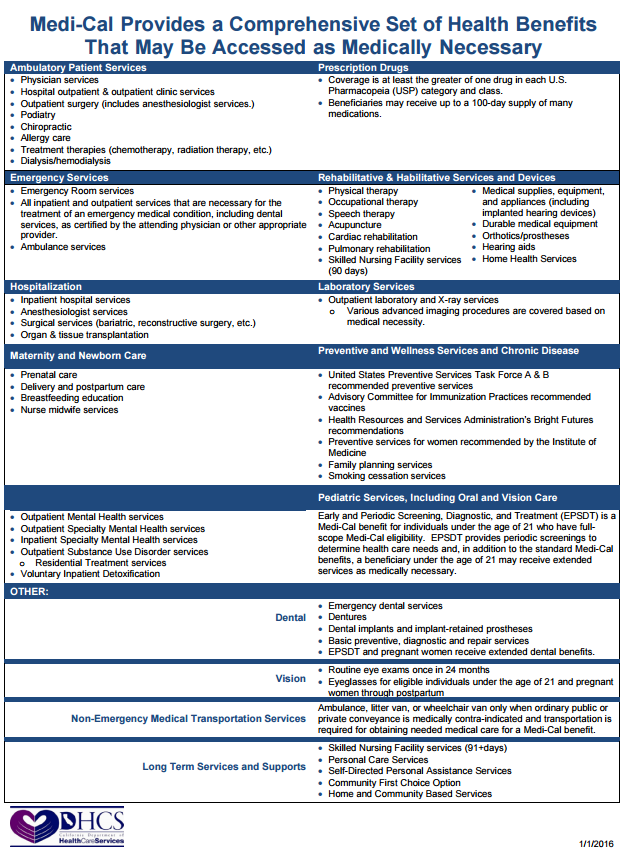 Medi-Cal Provides a Comprehensive Set of Health Benefits
That May Be Accessed as Medically Necessary
Ambulatory Patient Services
• Physician services
• Hospital outpatient & outpatient clinic services
• Outpatient surgery (includes anesthesiologist services.)
• Podiatry
• Chiropractic
• Allergy care
• Treatment therapies (chemotherapy, radiation therapy, etc.)
• Dialysis/hemodialysis
Prescription Drugs
• Coverage is at least the greater of one drug in each U.S.
Pharmacopeia (USP) category and class.
• Beneficiaries may receive up to a 100-day supply of many
medications.
Emergency Services
• Emergency Room services
• All inpatient and outpatient services that are necessary for the
treatment of an emergency medical condition, including dental
services, as certified by the attending physician or other appropriate
provider.
• Ambulance services
Rehabilitative & Habilitative Services and Devices
• Physical therapy
• Occupational therapy
• Speech therapy
• Acupuncture
• Cardiac rehabilitation
• Pulmonary rehabilitation
• Skilled Nursing Facility services
(90 days)
• Medical supplies, equipment,
and appliances (including
implanted hearing devices)
• Durable medical equipment
• Orthotics/prostheses
• Hearing aids
• Home Health Services
Hospitalization
• Inpatient hospital services
• Anesthesiologist services
• Surgical services (bariatric, reconstructive surgery, etc.)
• Organ & tissue transplantation
Laboratory Services
• Outpatient laboratory and X-ray services
o Various advanced imaging procedures are covered based on
medical necessity.
Maternity and Newborn Care
• Prenatal care
• Delivery and postpartum care
• Breastfeeding education
• Nurse midwife services
Preventive and Wellness Services and Chronic Disease
• United States Preventive Services Task Force A & B
recommended preventive services
• Advisory Committee for Immunization Practices recommended
vaccines
• Health Resources and Services Administration's Bright Futures
recommendations
• Preventive services for women recommended by the Institute of
Medicine
• Family planning services
• Smoking cessation services
• Outpatient Mental Health services
• Outpatient Specialty Mental Health services
• Inpatient Specialty Mental Health services
• Outpatient Substance Use Disorder services
o Residential Treatment services
• Voluntary Inpatient Detoxification
Pediatric Services, Including Oral and Vision Care
Early and Periodic Screening, Diagnostic, and Treatment (EPSDT) is a
Medi-Cal benefit for individuals under the age of 21 who have full-
scope Medi-Cal eligibility. EPSDT provides periodic screenings to
determine health care needs and, in addition to the standard Medi-Cal
benefits, a beneficiary under the age of 21 may receive extended
services as medically necessary.
OTHER:
Dental
• Emergency dental services
• Dentures
• Dental implants and implant-retained prostheses
• Basic preventive, diagnostic and repair services
• EPSDT and pregnant women receive extended dental benefits.
Vision
• Routine eye exams once in 24 months
• Eyeglasses for eligible individuals under the age of 21 and pregnant
women through postpartum
Non-Emergency Medical Transportation Services
Ambulance, litter van, or wheelchair van only when ordinary public or
private conveyance is medically contra-indicated and transportation is
required for obtaining needed medical care for a Medi-Cal benefit.
Long Term Services and Supports
• Skilled Nursing Facility services (91+days)
• Personal Care Services
• Self-Directed Personal Assistance Services
• Community First Choice Option
• Home and Community Based Services
DHCS
California Department of
HealthCareServices
1/1/2016